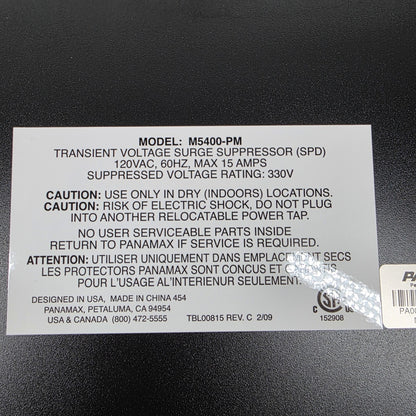 MODEL: M5400-PM
TRANSIENT VOLTAGE SURGE SUPPRESSOR (SPD)
120VAC, 60HZ, MAX 15 AMPS
SUPPRESSED VOLTAGE RATING: 330V
CAUTION: USE ONLY IN DRY (INDOORS) LOCATIONS.
CAUTION: RISK OF ELECTRIC SHOCK, DO NOT PLUG
INTO ANOTHER RELOCATABLE POWER TAP.
NO USER SERVICEABLE PARTS INSIDE
RETURN TO PANAMAX IF SERVICE IS REQUIRED.
ATTENTION: UTILISER UNIQUEMENT DANS EMPLACEMENT SECS
LES PROTECTORS PANAMAX SONT CONCUS ET CONSTITUIS
POUR USAGE AL'INTERIEUR SEULEMENT.
DESIGNED IN USA, MADE IN CHINA 454
PANAMAX, PETALUMA, CA 94954
USA & CANADA (800) 472-5555 TBL00815 REV. C 2/09
C US
152908